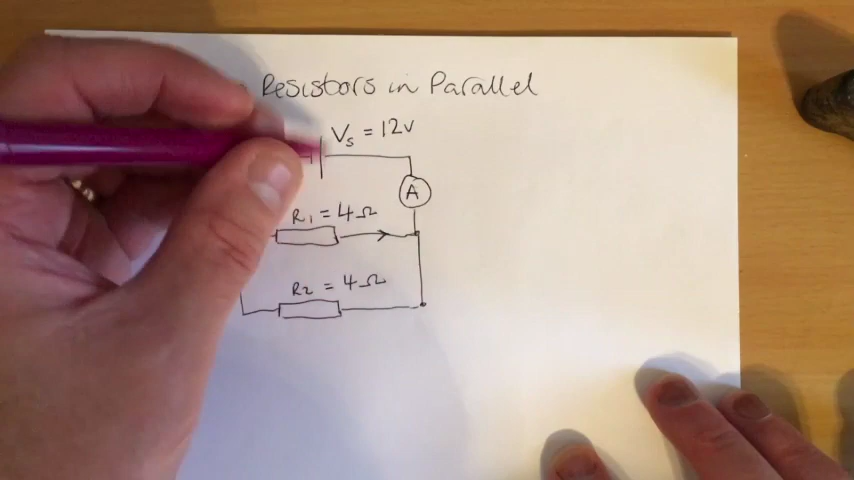 Resistors in Parallel
Vs = 12v
A
R1 = 4Ω
R2 = 4Ω